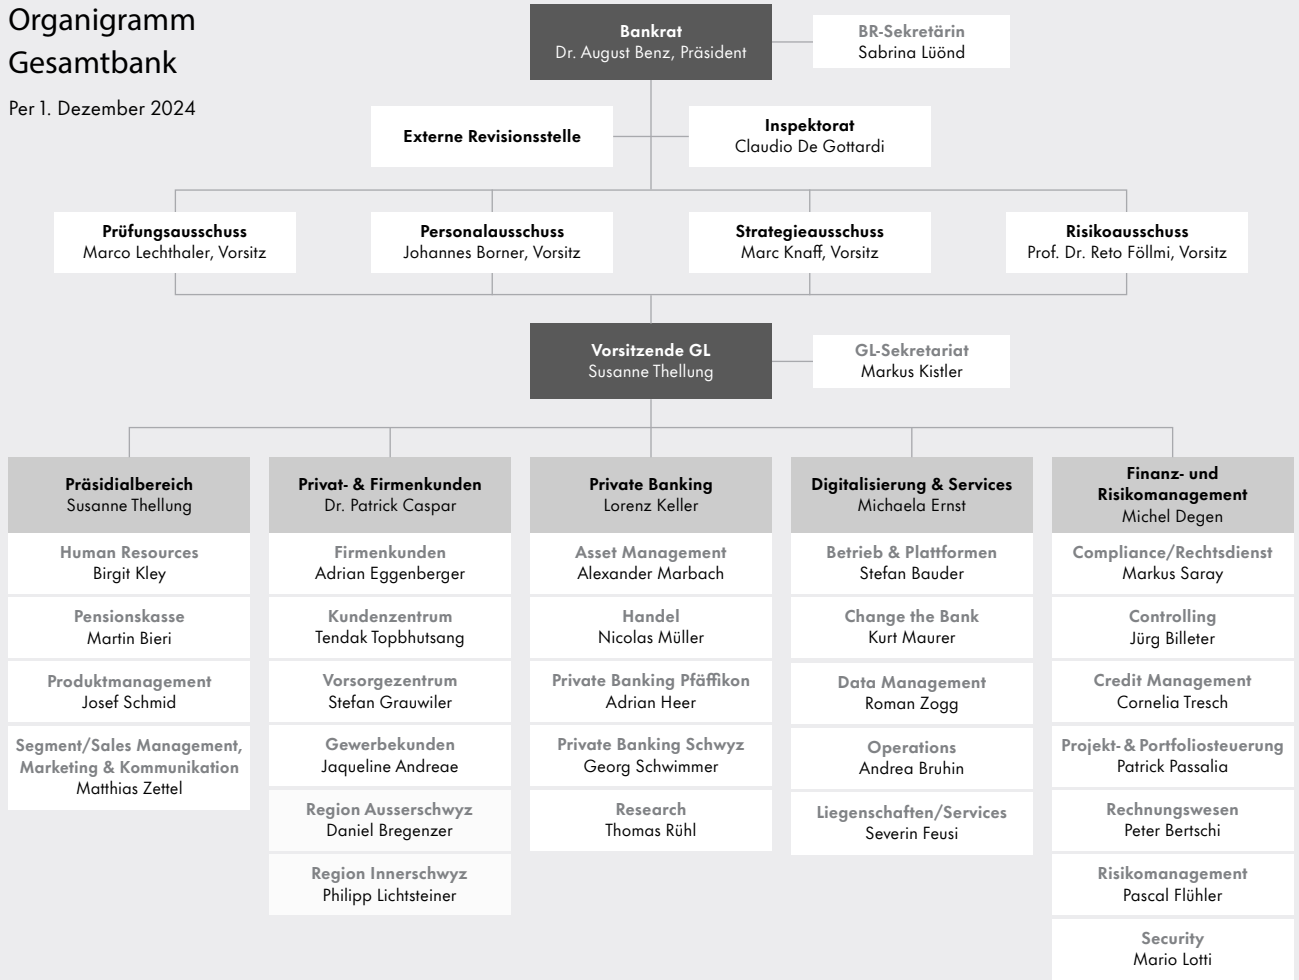 Organigramm
Gesamtbank
Per 1. Dezember 2024
Bankrat
Dr. August Benz, Präsident
BR-Sekretärin
Sabrina Lüönd
Externe Revisionsstelle
Inspektorat
Claudio De Gottardi
Prüfungsausschuss
Marco Lechthaler, Vorsitz
Personalausschuss
Johannes Borner, Vorsitz
Strategieausschuss
Marc Knaff, Vorsitz
Risikoausschuss
Prof. Dr. Reto Föllmi, Vorsitz
Vorsitzende GL
Susanne Thellung
GL-Sekretariat
Markus Kistler
Präsidialbereich
Susanne Thellung
Human Resources
Birgit Kley
Pensionskasse
Martin Bieri
Produktmanagement
Josef Schmid
Segment/Sales Management,
Marketing & Kommunikation
Matthias Zettel
Privat- & Firmenkunden
Dr. Patrick Caspar
Firmenkunden
Adrian Eggenberger
Kundenzentrum
Tendak Topbhutsang
Vorsorgezentrum
Stefan Grauwiler
Gewerbekunden
Jaqueline Andreae
Region Ausserschwyz
Daniel Bregenzer
Region Innerschwyz
Philipp Lichtsteiner
Private Banking
Lorenz Keller
Asset Management
Alexander Marbach
Handel
Nicolas Müller
Private Banking Pfäffikon
Adrian Heer
Private Banking Schwyz
Georg Schwimmer
Research
Thomas Rühl
Digitalisierung & Services
Michaela Ernst
Betrieb & Plattformen
Stefan Bauder
Change the Bank
Kurt Maurer
Data Management
Roman Zogg
Operations
Andrea Bruhin
Liegenschaften/Services
Severin Feusi
Finanz- und
Risikomanagement
Michel Degen
Compliance/Rechtsdienst
Markus Saray
Controlling
Jürg Billeter
Credit Management
Cornelia Tresch
Projekt- & Portfoliosteuerung
Patrick Passalia
Rechnungswesen
Peter Bertschi
Risikomanagement
Pascal Flühler
Security
Mario Lotti